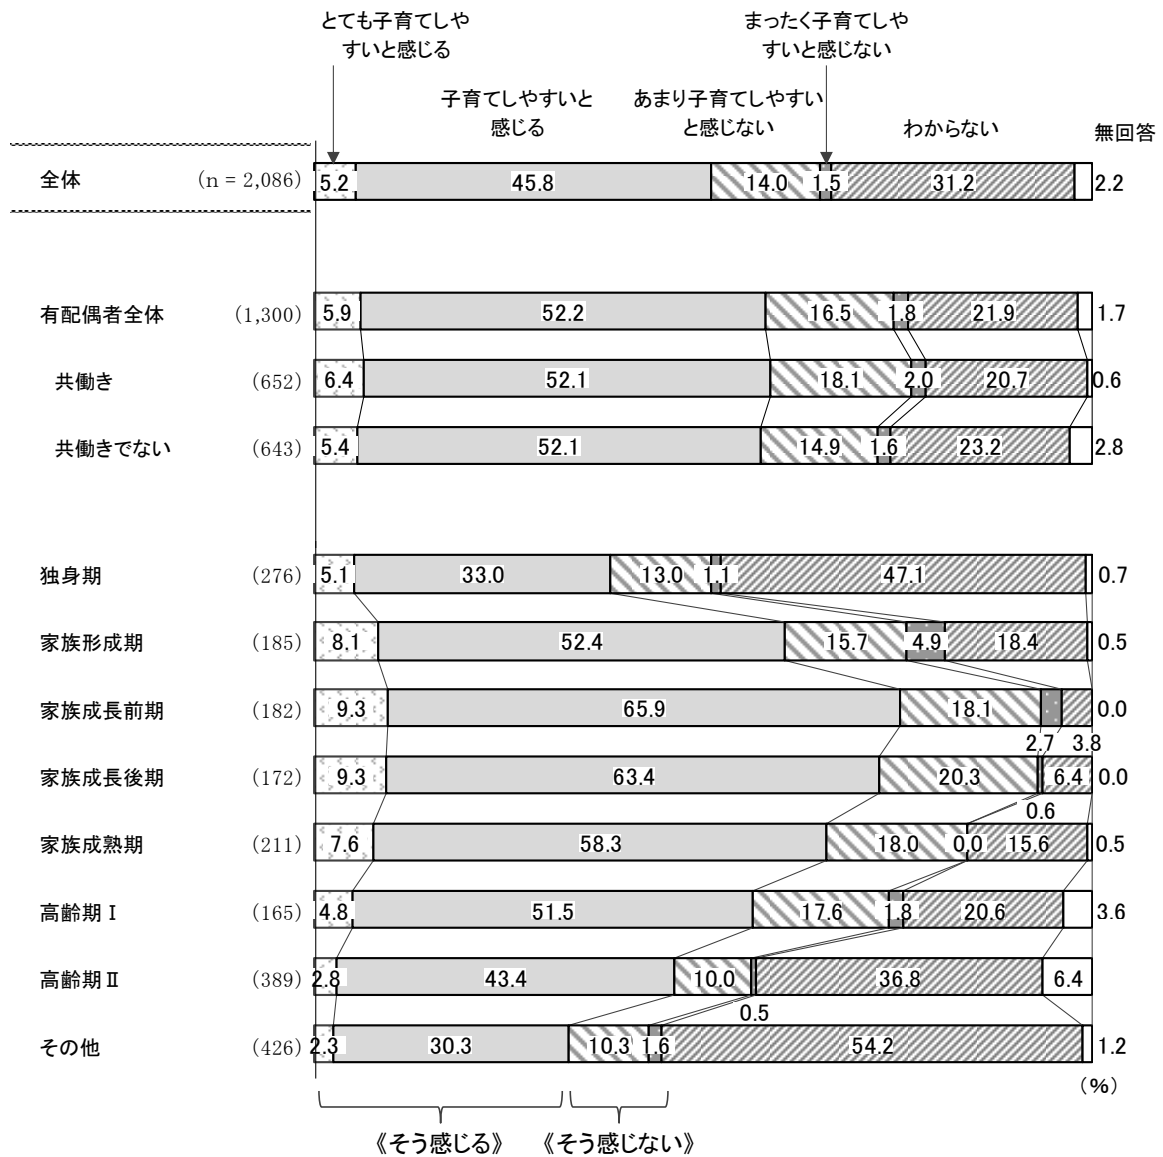 とても子育てしや
すいと感じる
まったく子育てしや
すいと感じない
子育てしやすいと
感じる
あまり子育てしやすい
と感じない
わからない
無回答
全体 (n = 2,086) 5.2 45.8 14.0 1.5 31.2 2.2
有配偶者全体 (1,300) 5.9 52.2 16.5 1.8 21.9 1.7
共働き (652) 6.4 52.1 18.1 2.0 20.7 0.6
共働きでない (643) 5.4 52.1 14.9 1.6 23.2 2.8
独身期 (276) 5.1 33.0 13.0 1.1 47.1 0.7
家族形成期 (185) 8.1 52.4 15.7 4.9 18.4 0.5
家族成長前期 (182) 9.3 65.9 18.1 0.0
2.7 3.8
家族成長後期 (172) 9.3 63.4 20.3 6.4 0.0
0.6
家族成熟期 (211) 7.6 58.3 18.0 0.0 15.6 0.5
高齢期Ⅰ (165) 4.8 51.5 17.6 1.8 20.6 3.6
高齢期Ⅱ (389) 2.8 43.4 10.0 36.8 6.4
0.5
その他 (426) 2.3 30.3 10.3 1.6 54.2 1.2
(%)
《そう感じる》 《そう感じない》